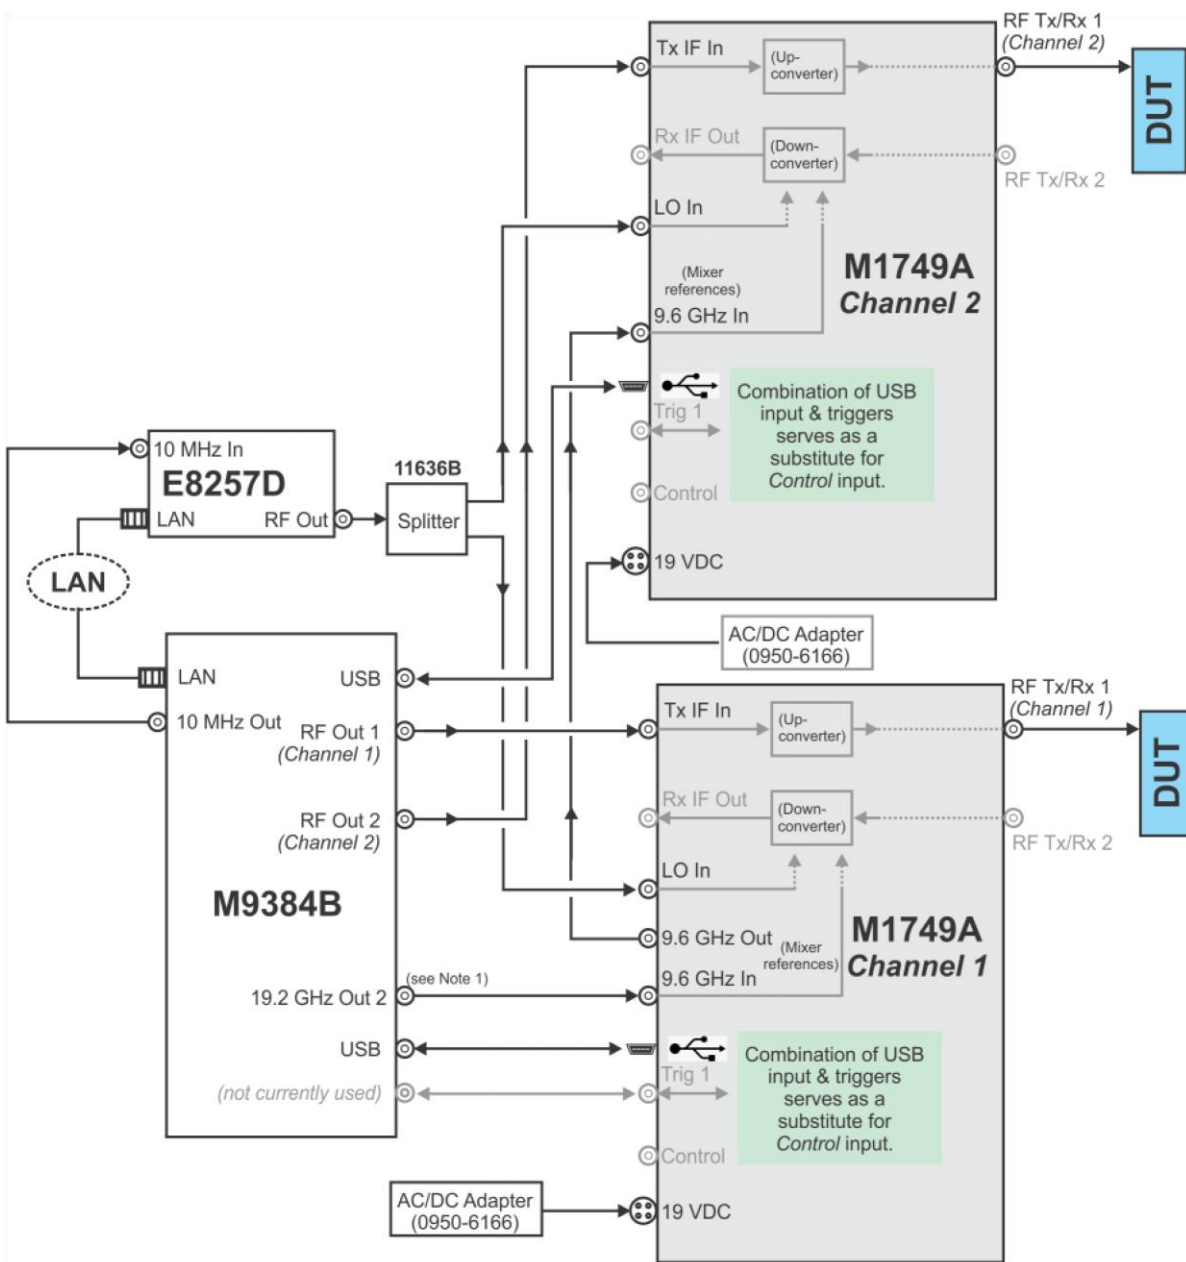 RF Tx/Rx 1
(Channel 2)
Tx IF In
(Up-
converter)
DUT
Rx IF Out
(Down-
converter)
RF Tx/Rx 2
LO In
M1749A
Channel 2
(Mixer
references)
9.6 GHz In
Combination of USB
input & triggers
serves as a
substitute for
Control input.
Trig 1
Control
19 VDC
AC/DC Adapter
(0950-6166)
10 MHz In
E8257D
LAN
RF Out
11636B
Splitter
LAN
LAN
USB
10 MHz Out
RF Out 1
(Channel 1)
RF Out 2
(Channel 2)
M9384B
19.2 GHz Out 2
(see Note 1)
USB
(not currently used)
RF Tx/Rx 1
(Channel 1)
Tx IF In
(Up-
converter)
DUT
Rx IF Out
(Down-
converter)
RF Tx/Rx 2
LO In
M1749A
Channel 1
9.6 GHz Out
(Mixer
references)
9.6 GHz In
Combination of USB
input & triggers
serves as a
substitute for
Control input.
Trig 1
Control
19 VDC
AC/DC Adapter
(0950-6166)